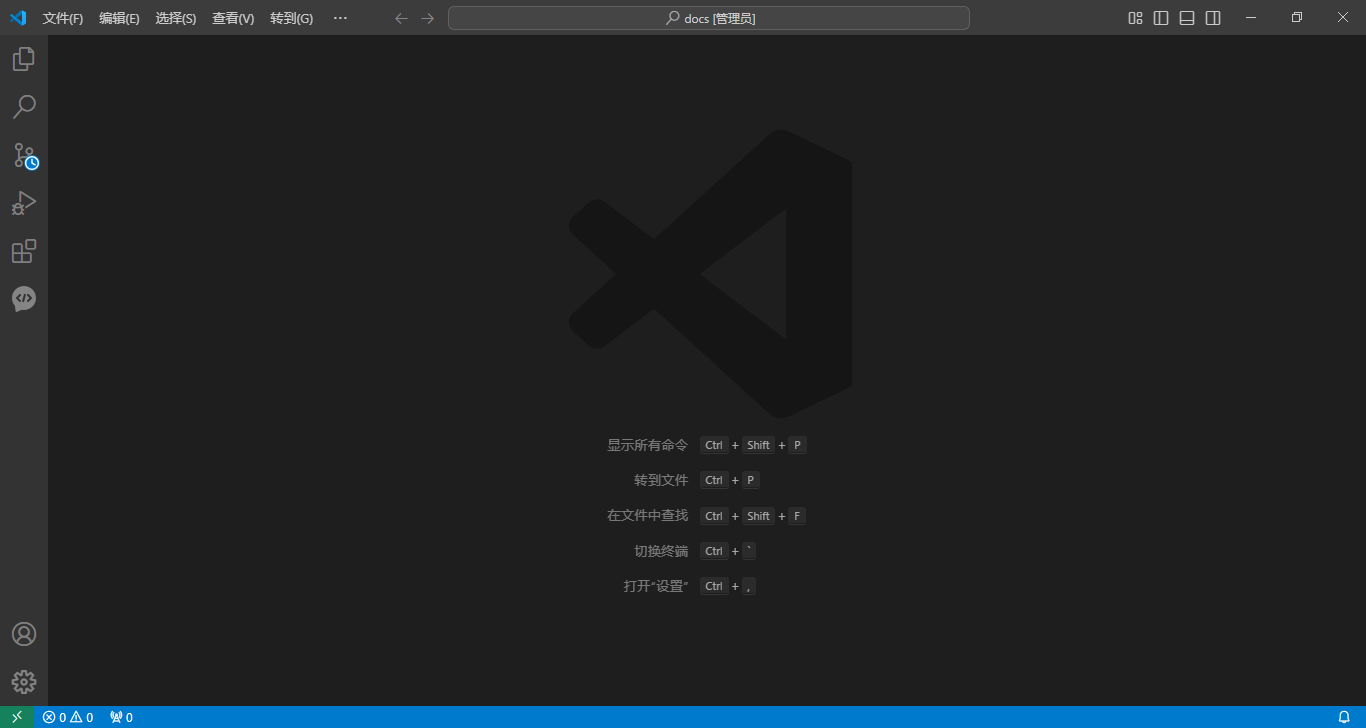 文件(F) 编辑(E) 选择(S) 查看(V) 转到(G) ··· docs [管理员]
显示所有命令 Ctrl + Shift + P
转到文件 Ctrl + P
在文件中查找 Ctrl + Shift + F
切换终端 Ctrl + `
打开“设置” Ctrl + ,
0 0 0